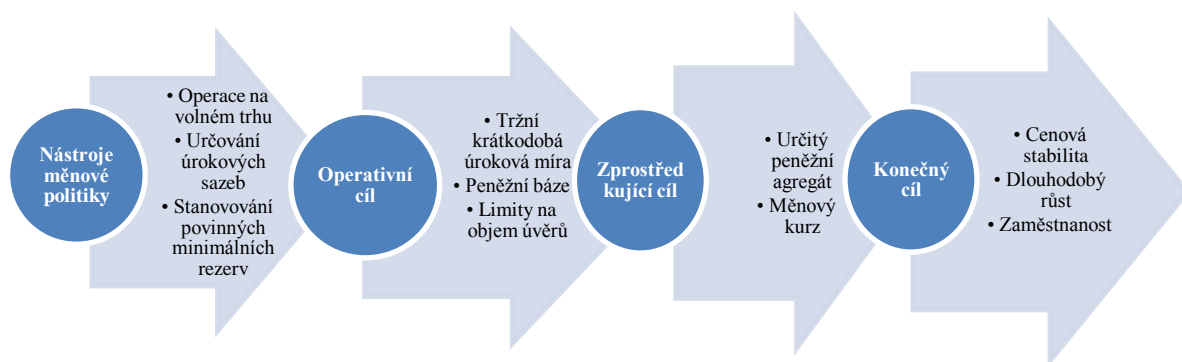 Nástroje
měnové
politiky
• Operace na
volném trhu
• Určování
úrokových
sazeb
• Stanovování
povinných
minimálních
rezerv
Operativní
cíl
• Tržní
krátkodobá
úroková míra
• Peněžní báze
• Limity na
objem úvěrů
Zprostřed
kující cíl
• Určitý
peněžní
agregát
• Měnový
kurz
Konečný
cíl
• Cenová
stabilita
• Dlouhodobý
růst
• Zaměstnanost